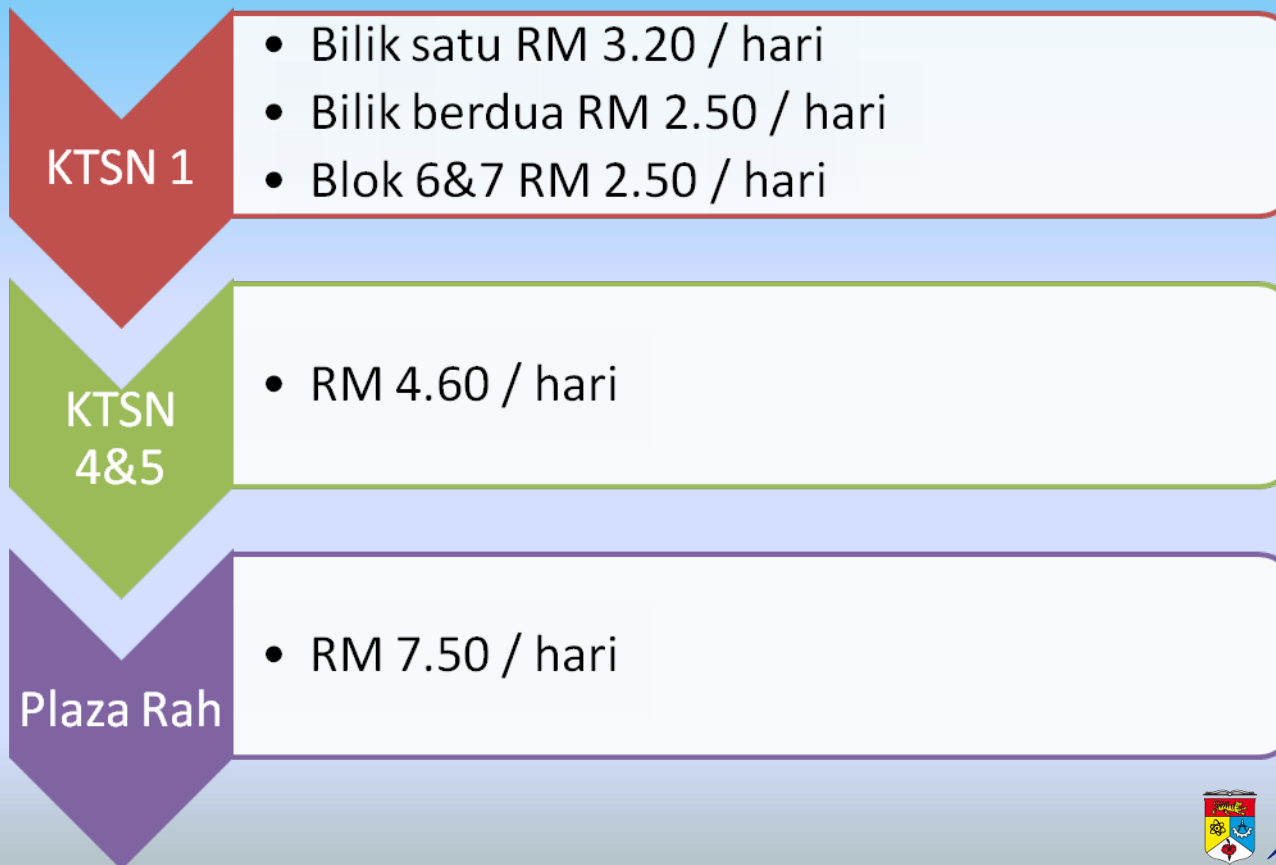 KTSN 1
• Bilik satu RM 3.20 / hari
• Bilik berdua RM 2.50 / hari
• Blok 6&7 RM 2.50 / hari
KTSN
4&5
• RM 4.60 / hari
Plaza Rah
• RM 7.50 / hari